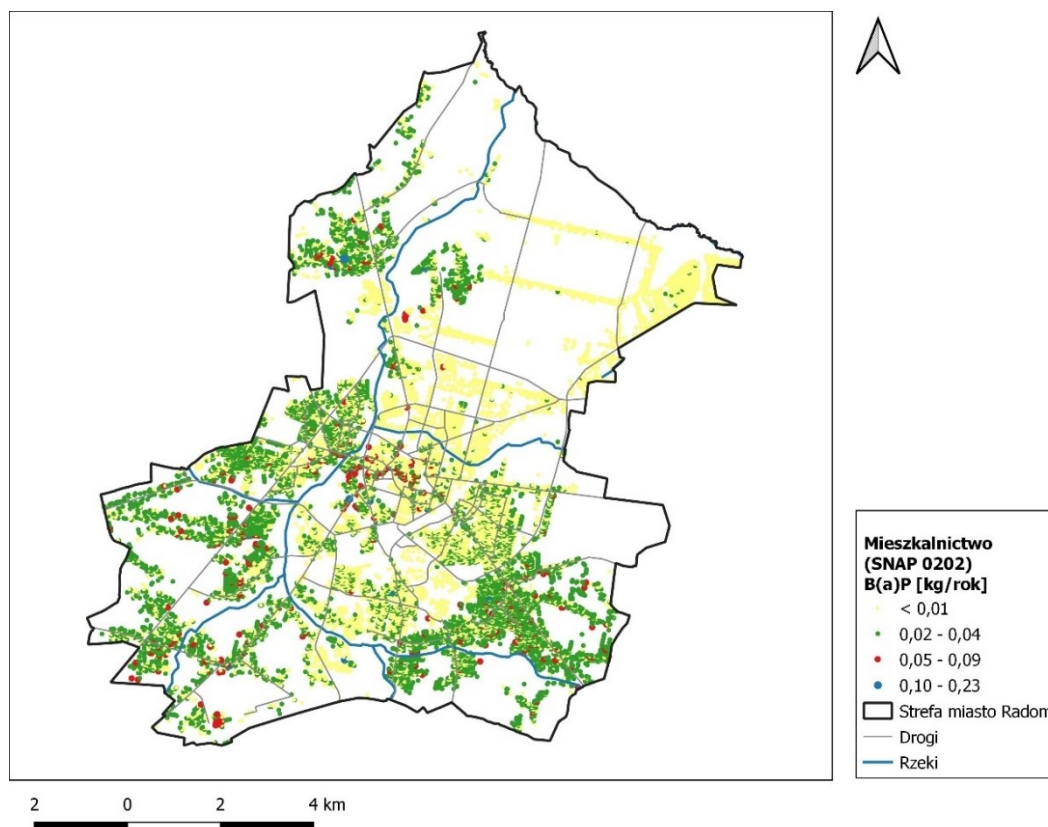 Mieszkalnictwo
(SNAP 0202)
B(a)P [kg/rok]
< 0,01
0,02 - 0,04
0,05 - 0,09
0,10 - 0,23
Strefa miasto Radom
Drogi
Rzeki
2 0 2 4 km